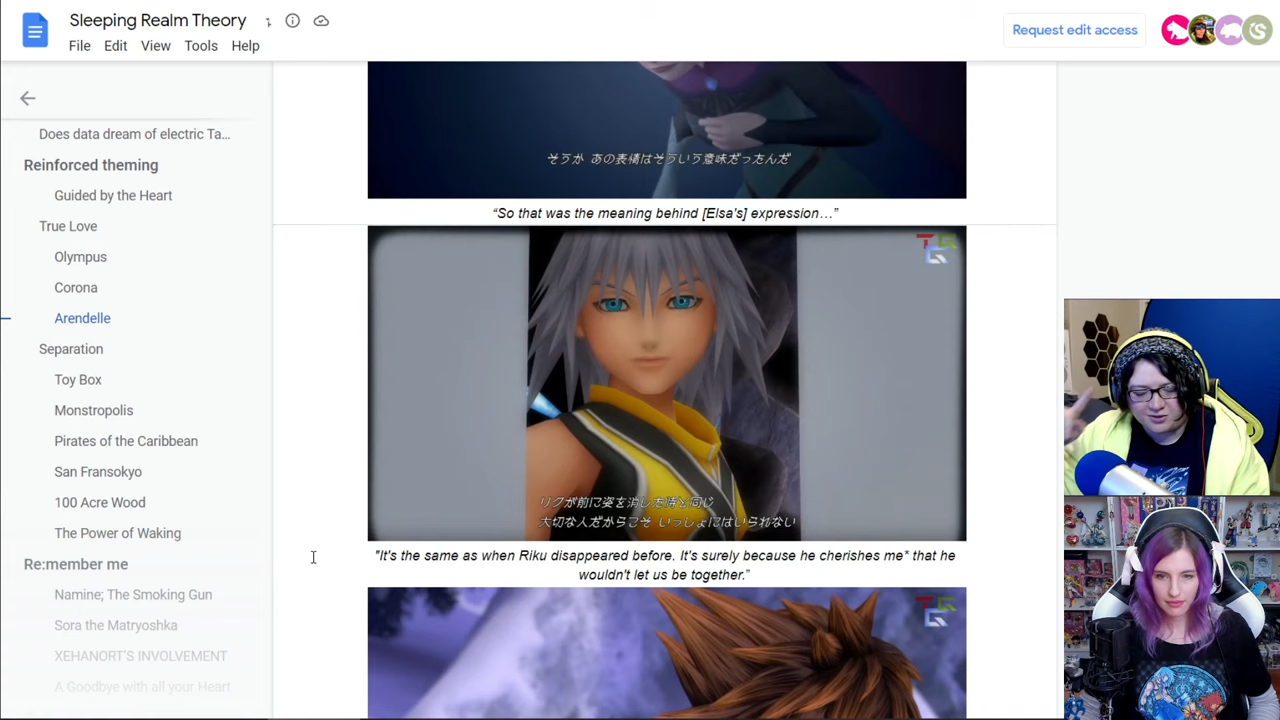 Sleeping Realm Theory
File Edit View Tools Help
Request edit access
Does data dream of electric Ta...
Reinforced theming
Guided by the Heart
True Love
Olympus
Corona
Arendelle
Separation
Toy Box
Monstropolis
Pirates of the Caribbean
San Fransokyo
100 Acre Wood
The Power of Waking
Re:member me
Namine; The Smoking Gun
Sora the Matryoshka
XEHANORT'S INVOLVEMENT
A Goodbye with all your Heart
そうか あの表情はそういう意味だったんだ
“So that was the meaning behind [Elsa's] expression…”
TGG
リクが前に姿を消した時と同じ
大切な人だからこそ いっしょにはいられない
"It's the same as when Riku disappeared before. It's surely because he cherishes me* that he
wouldn't let us be together.”
TGG